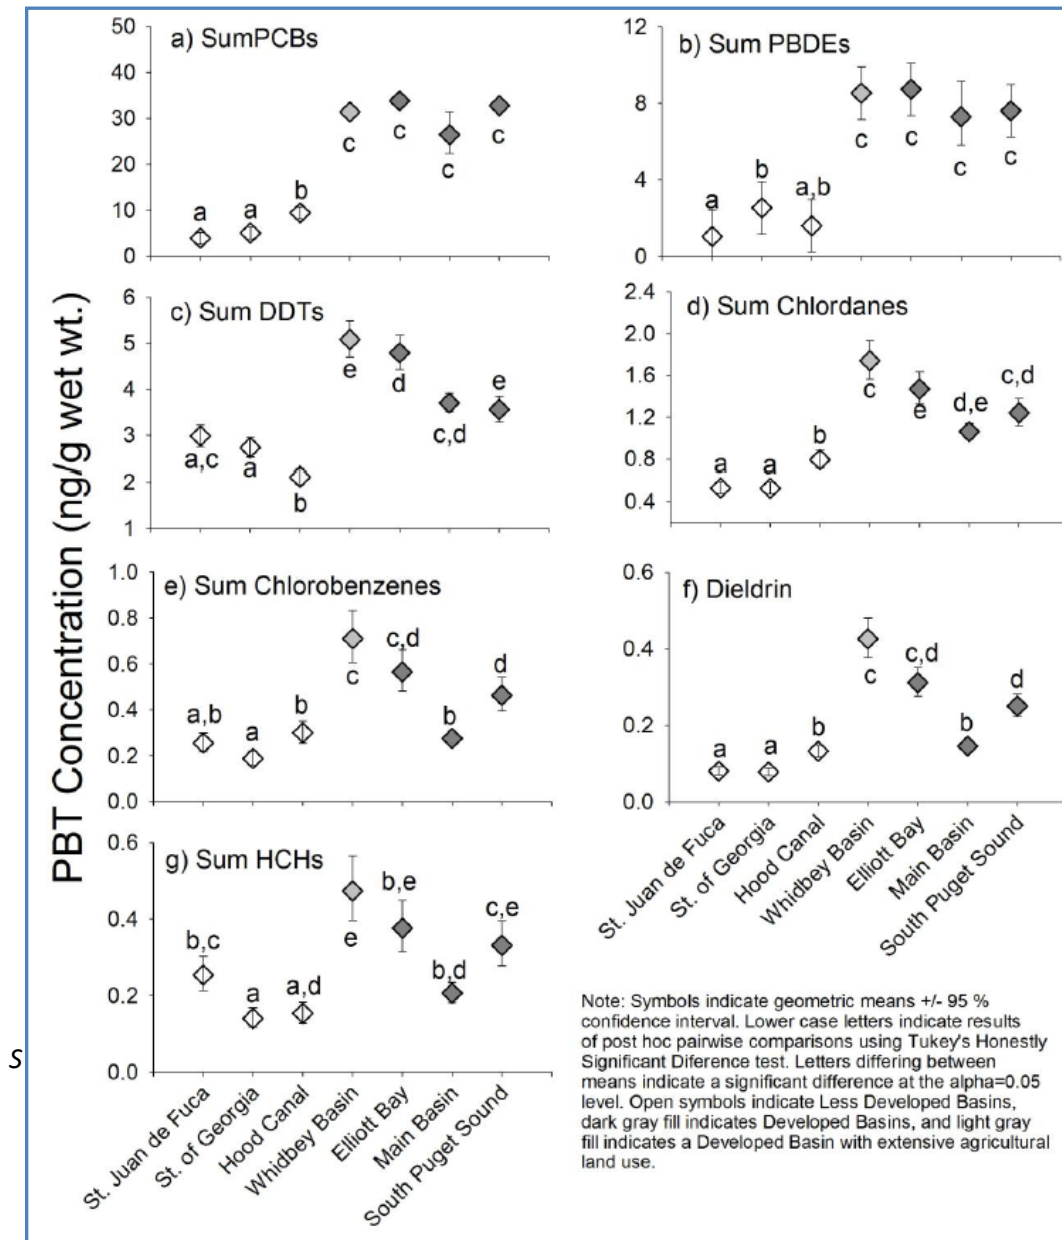 PBT Concentration (ng/g wet wt.)
a) SumPCBs
50
40
30
20
10
0
a
a
b
c
c
c
c
b) Sum PBDEs
12
8
4
0
a
b
a,b
c
c
c
c
c) Sum DDTs
6
5
4
3
2
1
a,c
a
b
e
d
c,d
e
d) Sum Chlordanes
2.4
2.0
1.6
1.2
0.8
0.4
a
a
b
c
e
d,e
c,d
e) Sum Chlorobenzenes
1.0
0.8
0.6
0.4
0.2
0.0
a,b
a
b
c
c,d
b
d
f) Dieldrin
0.6
0.4
0.2
0.0
a
a
b
c
c,d
b
d
St. Juan de Fuca
St. of Georgia
Hood Canal
Whidbey Basin
Elliott Bay
Main Basin
South Puget Sound
g) Sum HCHs
0.6
0.4
0.2
0.0
b,c
a
a,d
e
b,e
b,d
c,e
St. Juan de Fuca
St. of Georgia
Hood Canal
Whidbey Basin
Elliott Bay
Main Basin
South Puget Sound
Note: Symbols indicate geometric means +/- 95 %
confidence interval. Lower case letters indicate results
of post hoc pairwise comparisons using Tukey's Honestly
Significant Diference test. Letters differing between
means indicate a significant difference at the alpha=0.05
level. Open symbols indicate Less Developed Basins,
dark gray fill indicates Developed Basins, and light gray
fill indicates a Developed Basin with extensive agricultural
land use.
S